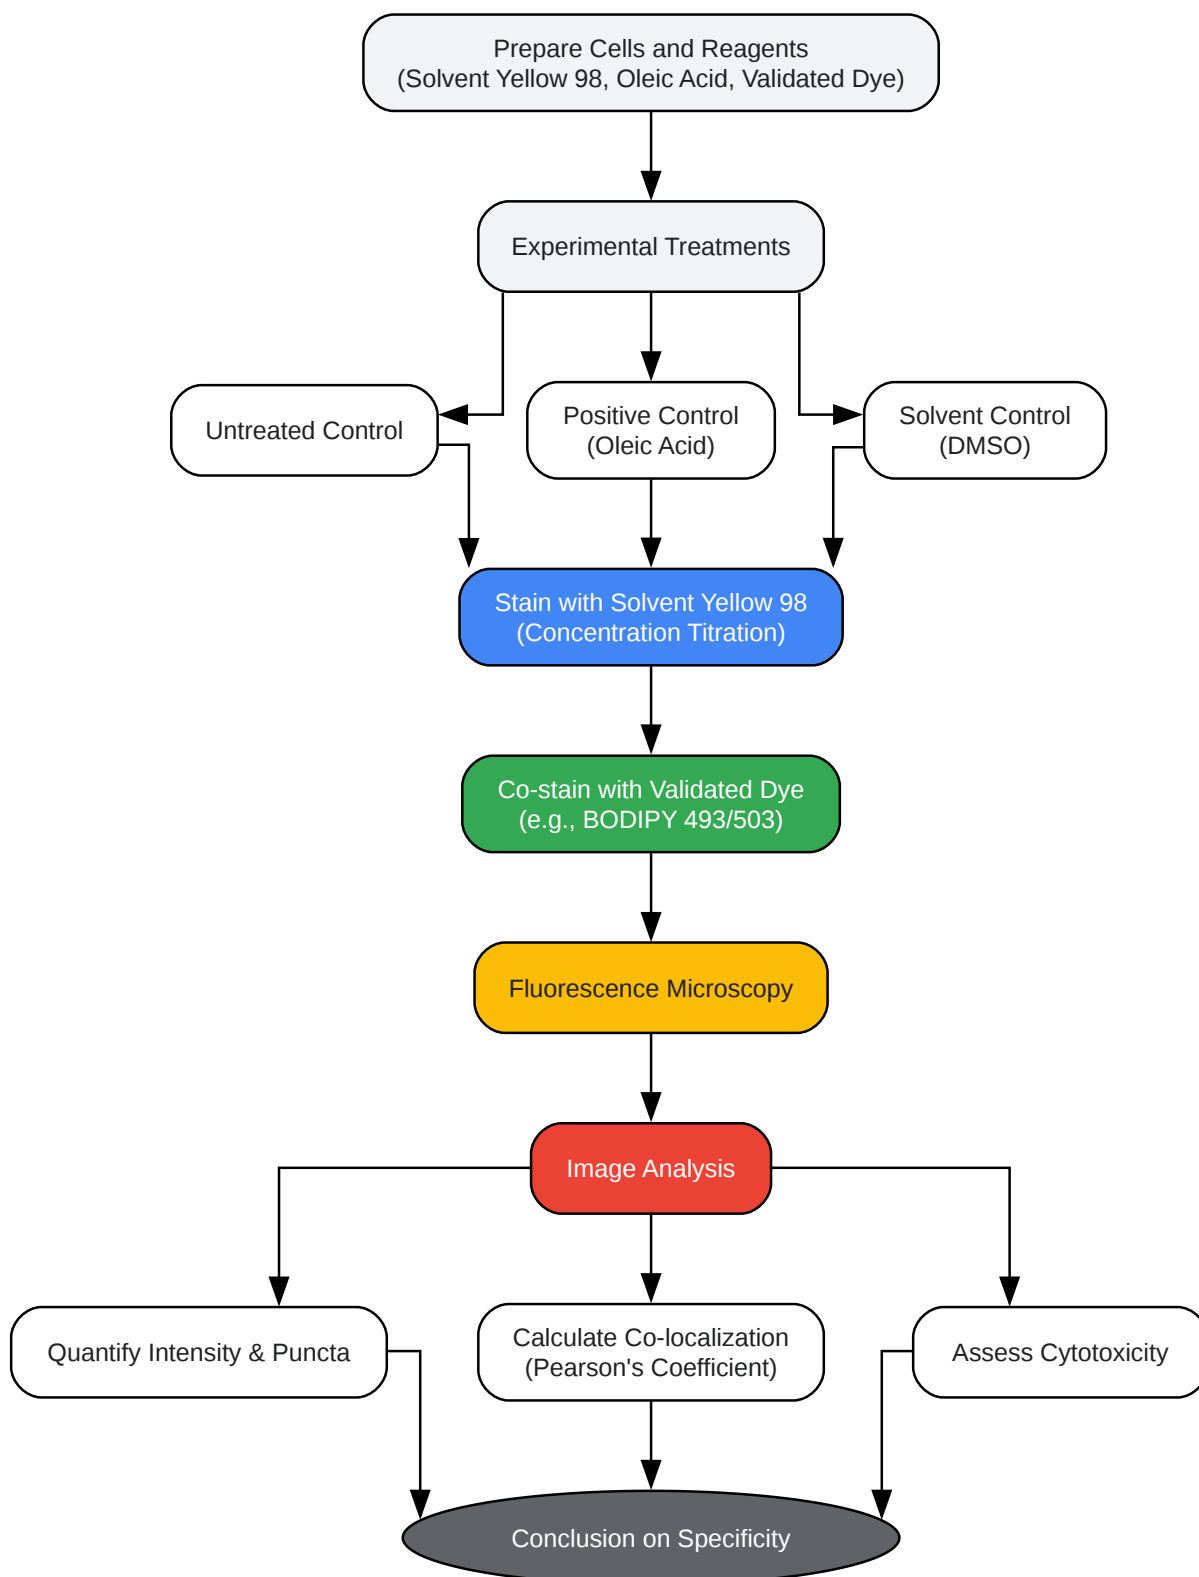 Prepare Cells and Reagents
(Solvent Yellow 98, Oleic Acid, Validated Dye)
Experimental Treatments
Untreated Control
Positive Control
(Oleic Acid)
Solvent Control
(DMSO)
Stain with Solvent Yellow 98
(Concentration Titration)
Co-stain with Validated Dye
(e.g., BODIPY 493/503)
Fluorescence Microscopy
Image Analysis
Quantify Intensity & Puncta
Calculate Co-localization
(Pearson's Coefficient)
Assess Cytotoxicity
Conclusion on Specificity